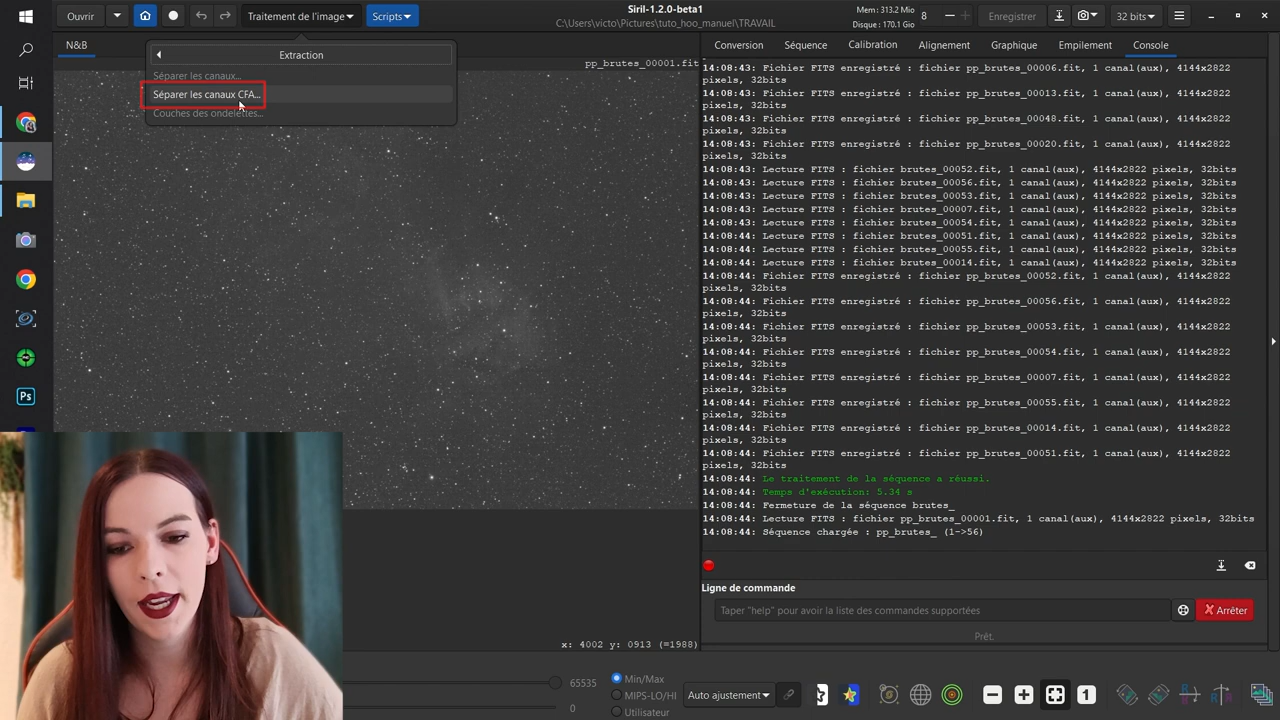 Siril-1.2.0-beta1
C:\Users\victo\Pictures\tuto_hoo_manuel\TRAVAIL
Ouvrir
Traitement de l'image
Scripts
Mem : 313.2 Mio
Disque : 170.1 Gio
8
Enregistrer
32 bits
N&B
Extraction
Séparer les canaux...
Séparer les canaux CFA...
Couches des ondelettes...
pp_brutes_00001.fit
Conversion
Séquence
Calibration
Alignement
Graphique
Empilement
Console
14:08:43: Fichier FITS enregistré : fichier pp_brutes_00006.fit, 1 canal(aux), 4144x2822
pixels, 32bits
14:08:43: Fichier FITS enregistré : fichier pp_brutes_00013.fit, 1 canal(aux), 4144x2822
pixels, 32bits
14:08:43: Fichier FITS enregistré : fichier pp_brutes_00048.fit, 1 canal(aux), 4144x2822
pixels, 32bits
14:08:43: Fichier FITS enregistré : fichier pp_brutes_00020.fit, 1 canal(aux), 4144x2822
pixels, 32bits
14:08:43: Lecture FITS : fichier brutes_00052.fit, 1 canal(aux), 4144x2822 pixels, 32bits
14:08:43: Lecture FITS : fichier brutes_00056.fit, 1 canal(aux), 4144x2822 pixels, 32bits
14:08:43: Lecture FITS : fichier brutes_00053.fit, 1 canal(aux), 4144x2822 pixels, 32bits
14:08:43: Lecture FITS : fichier brutes_00007.fit, 1 canal(aux), 4144x2822 pixels, 32bits
14:08:43: Lecture FITS : fichier brutes_00054.fit, 1 canal(aux), 4144x2822 pixels, 32bits
14:08:43: Lecture FITS : fichier brutes_00051.fit, 1 canal(aux), 4144x2822 pixels, 32bits
14:08:43: Lecture FITS : fichier brutes_00055.fit, 1 canal(aux), 4144x2822 pixels, 32bits
14:08:44: Lecture FITS : fichier brutes_00014.fit, 1 canal(aux), 4144x2822 pixels, 32bits
14:08:44: Fichier FITS enregistré : fichier pp_brutes_00052.fit, 1 canal(aux), 4144x2822
pixels, 32bits
14:08:44: Fichier FITS enregistré : fichier pp_brutes_00056.fit, 1 canal(aux), 4144x2822
pixels, 32bits
14:08:44: Fichier FITS enregistré : fichier pp_brutes_00053.fit, 1 canal(aux), 4144x2822
pixels, 32bits
14:08:44: Fichier FITS enregistré : fichier pp_brutes_00054.fit, 1 canal(aux), 4144x2822
pixels, 32bits
14:08:44: Fichier FITS enregistré : fichier pp_brutes_00007.fit, 1 canal(aux), 4144x2822
pixels, 32bits
14:08:44: Fichier FITS enregistré : fichier pp_brutes_00055.fit, 1 canal(aux), 4144x2822
pixels, 32bits
14:08:44: Fichier FITS enregistré : fichier pp_brutes_00014.fit, 1 canal(aux), 4144x2822
pixels, 32bits
14:08:44: Fichier FITS enregistré : fichier pp_brutes_00051.fit, 1 canal(aux), 4144x2822
pixels, 32bits
14:08:44: Le traitement de la séquence a réussi.
14:08:44: Temps d'exécution: 5.34 s
14:08:44: Fermeture de la séquence brutes_
14:08:44: Lecture FITS : fichier pp_brutes_00001.fit, 1 canal(aux), 4144x2822 pixels, 32bits
14:08:44: Séquence chargée : pp_brutes_ (1->56)
Ligne de commande
Taper "help" pour avoir la liste des commandes supportées
Arrêter
Prêt.
x: 4002 y: 0913 (=1988)
65535
0
Min/Max
MIPS-LO/HI
Utilisateur
Auto ajustement
1
Ps